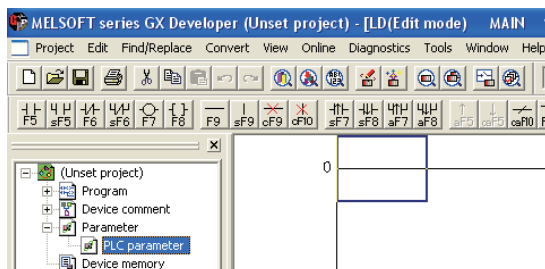 MELSOFT series GX Developer (Unset project) - [LD(Edit mode) MAIN
Project Edit Find/Replace Convert View Online Diagnostics Tools Window Help
F5 sF5 F6 sF6 F7 F8 F9 sF9 cF9 cF10 sF7 sF8 aF7 aF8 aF5 caF5 caF10 F
(Unset project)
0
Program
Device comment
Parameter
PLC parameter
Device memory